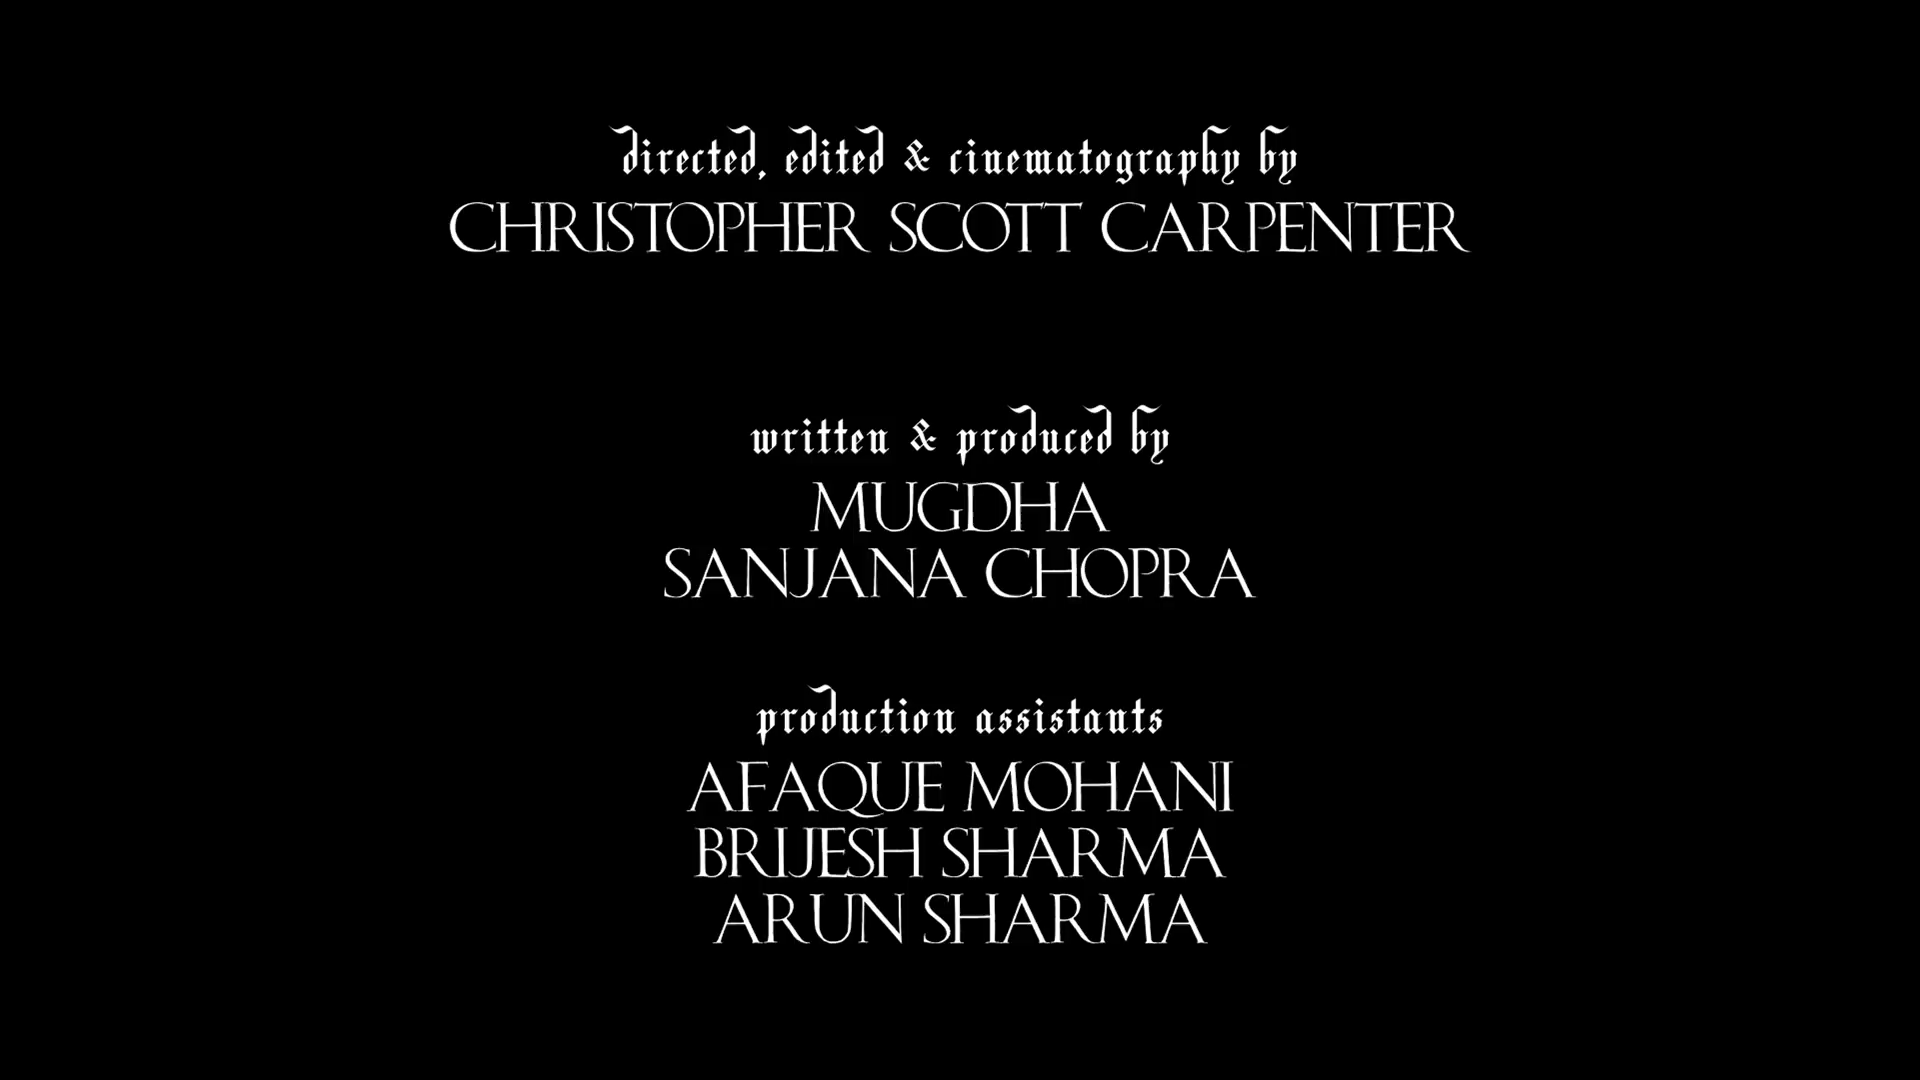 directed, edited & cinematography by
CHRISTOPHER SCOTT CARPENTER
written & produced by
MUGDHA
SANJANA CHOPRA
production assistants
AFAQUE MOHANI
BRIJESH SHARMA
ARUN SHARMA